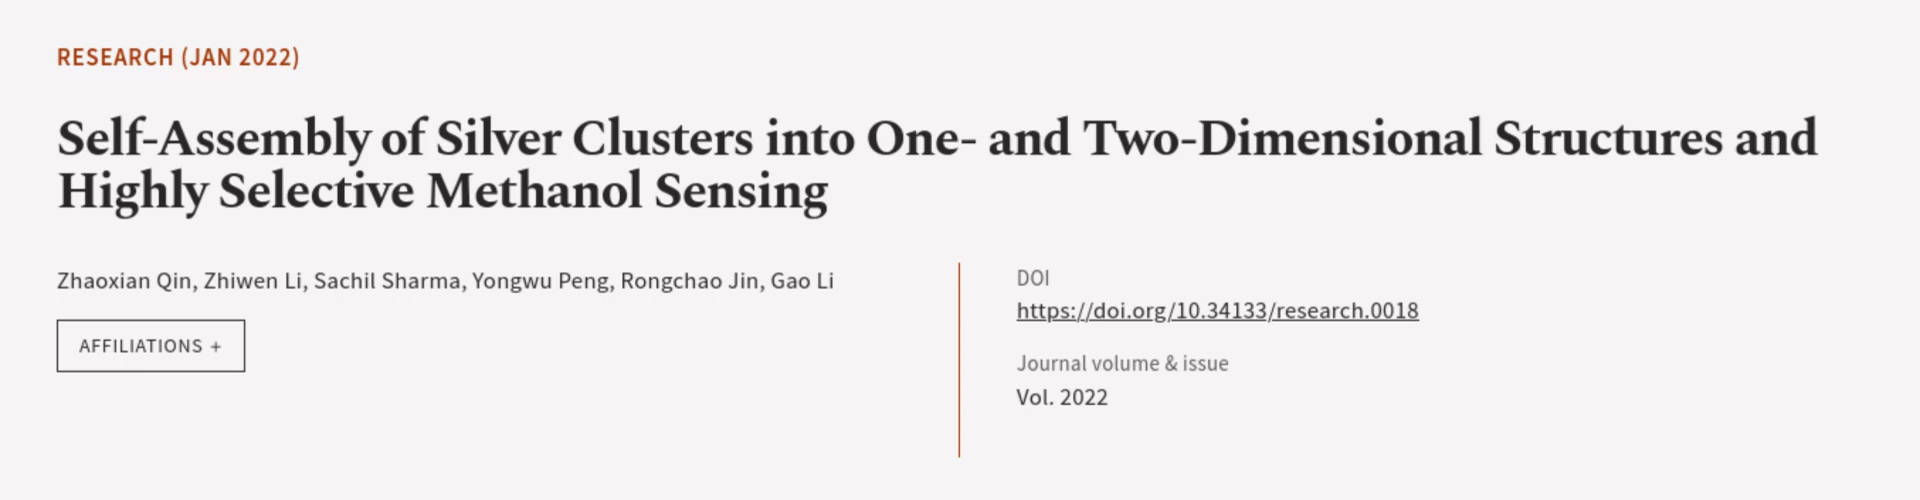 RESEARCH (JAN 2022)
Self-Assembly of Silver Clusters into One- and Two-Dimensional Structures and
Highly Selective Methanol Sensing
Zhaoxian Qin, Zhiwen Li, Sachil Sharma, Yongwu Peng, Rongchao Jin, Gao Li
AFFILIATIONS +
DOI
https://doi.org/10.34133/research.0018
Journal volume & issue
Vol. 2022